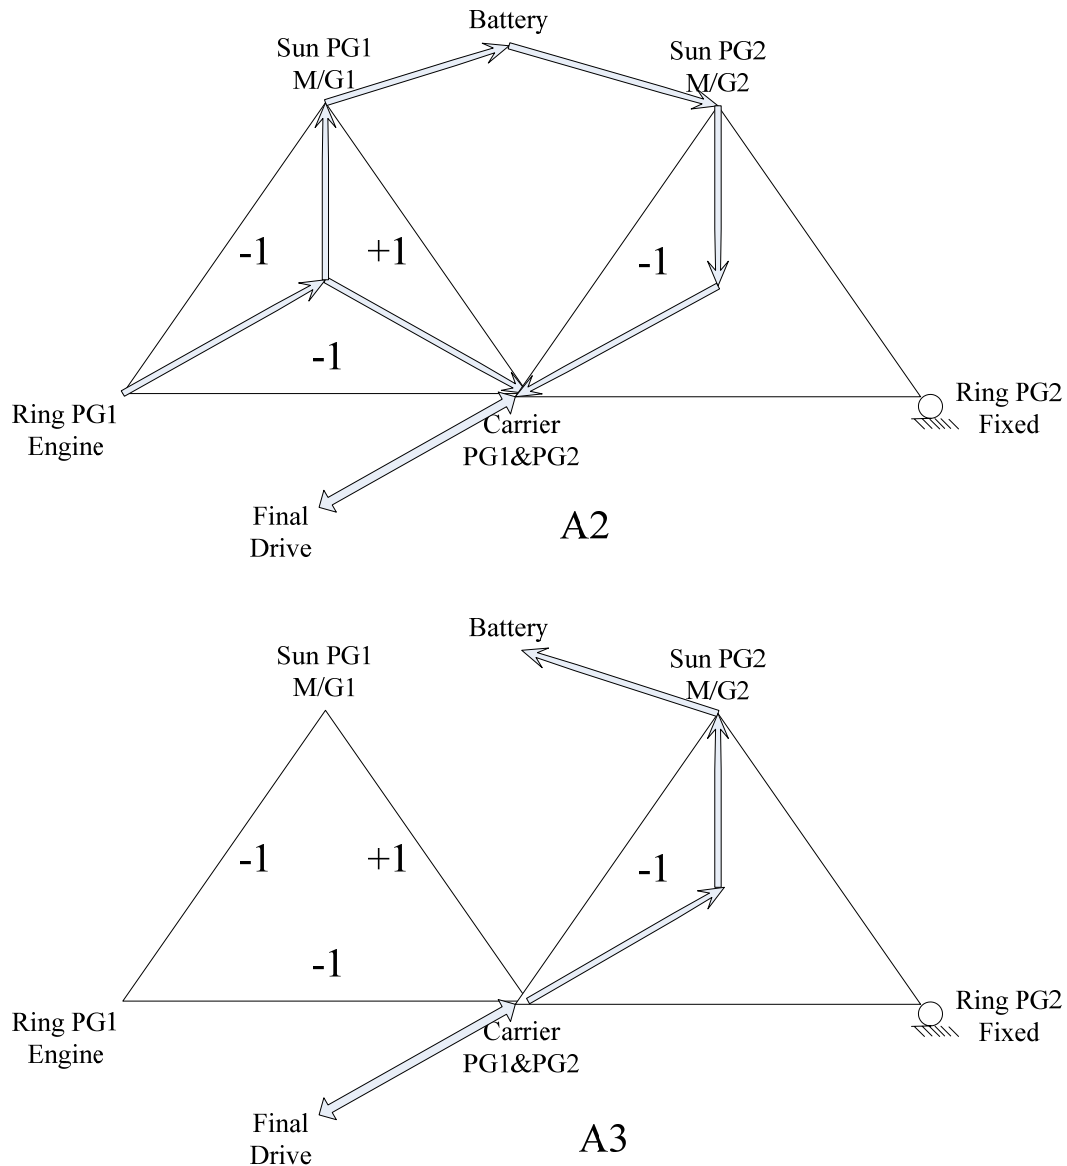 Battery
Sun PG1
M/G1
Sun PG2
M/G2
-1
+1
-1
-1
Ring PG1
Engine
Carrier
PG1&PG2
Ring PG2
Fixed
Final
Drive
A2
Battery
Sun PG1
M/G1
Sun PG2
M/G2
-1
+1
-1
-1
Ring PG1
Engine
Carrier
PG1&PG2
Ring PG2
Fixed
Final
Drive
A3